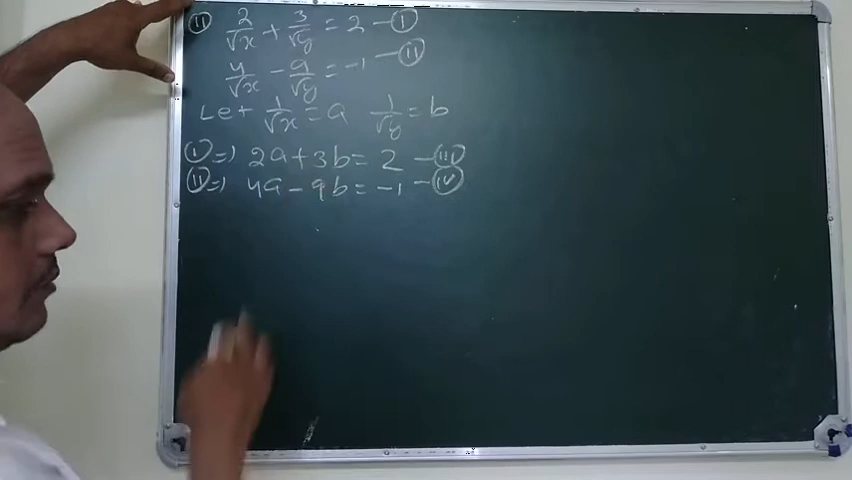 (ii) 2/√x + 3/√y = 2 — (i)
4/√x − 9/√y = −1 — (ii)
Let 1/√x = a 1/√y = b
(i) ⇒ 2a + 3b = 2 — (iii)
(ii) ⇒ 4a − 9b = −1 — (iv)